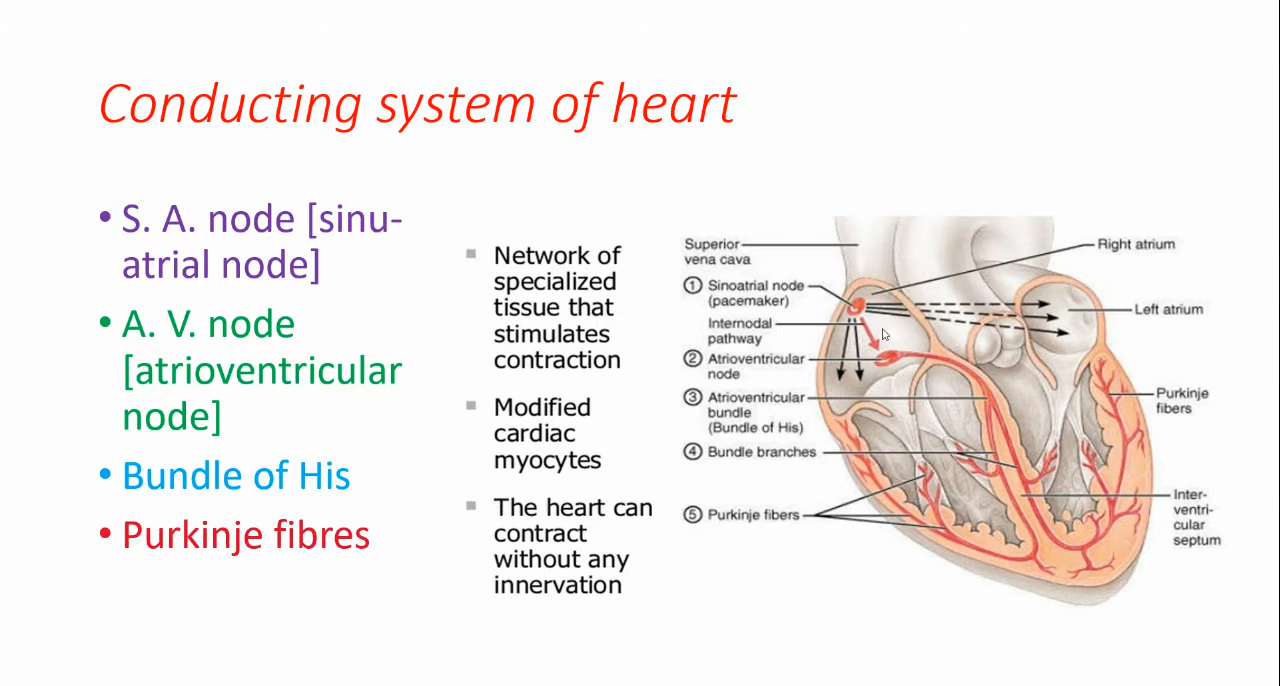 Conducting system of heart
• S. A. node [sinu-
atrial node]
• A. V. node
[atrioventricular
node]
• Bundle of His
• Purkinje fibres
▪ Network of
specialized
tissue that
stimulates
contraction
▪ Modified
cardiac
myocytes
▪ The heart can
contract
without any
innervation
Superior
vena cava
① Sinoatrial node
(pacemaker)
Internodal
pathway
② Atrioventricular
node
③ Atrioventricular
bundle
(Bundle of His)
④ Bundle branches
⑤ Purkinje fibers
Right atrium
Left atrium
Purkinje
fibers
Inter-
ventri-
cular
septum